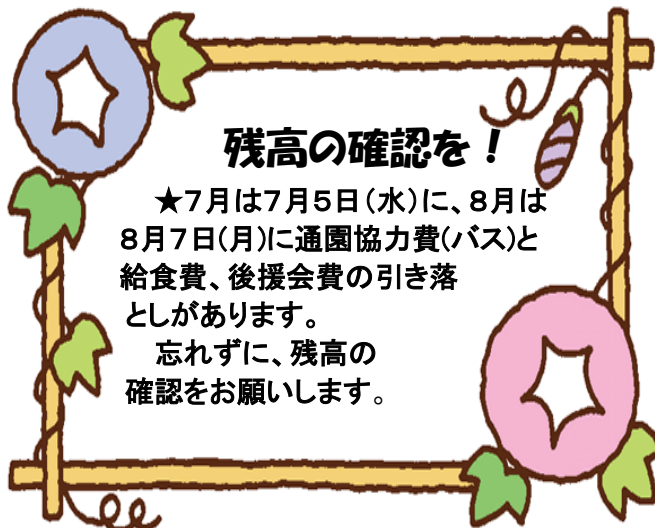 残高の確認を！
★７月は７月５日（水）に、８月は
８月７日(月)に通園協力費(バス)と
給食費、後援会費の引き落
としがあります。
忘れずに、残高の
確認をお願いします。